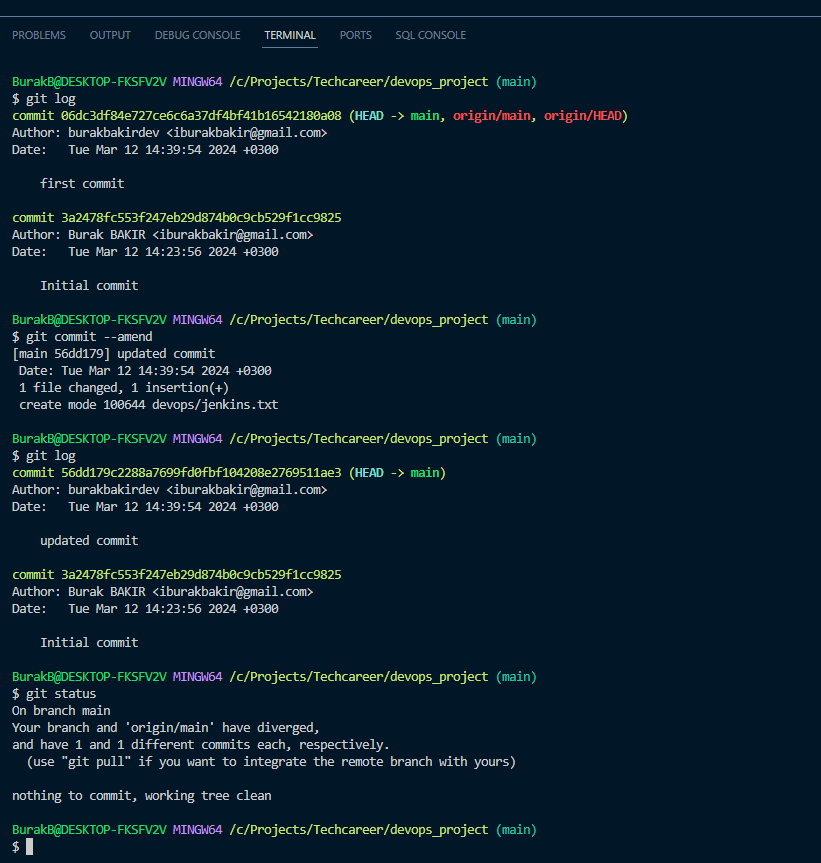 PROBLEMS OUTPUT DEBUG CONSOLE TERMINAL PORTS SQL CONSOLE
BurakB@DESKTOP-FKSFV2V MINGW64 /c/Projects/Techcareer/devops_project (main)
$ git log
commit 06dc3df84e727ce6c6a37df4bf41b16542180a08 (HEAD -> main, origin/main, origin/HEAD)
Author: burakbakirdev <iburakbakir@gmail.com>
Date:   Tue Mar 12 14:39:54 2024 +0300
    first commit
commit 3a2478fc553f247eb29d874b0c9cb529f1cc9825
Author: Burak BAKIR <iburakbakir@gmail.com>
Date:   Tue Mar 12 14:23:56 2024 +0300
    Initial commit
BurakB@DESKTOP-FKSFV2V MINGW64 /c/Projects/Techcareer/devops_project (main)
$ git commit --amend
[main 56dd179] updated commit
 Date: Tue Mar 12 14:39:54 2024 +0300
 1 file changed, 1 insertion(+)
 create mode 100644 devops/jenkins.txt
BurakB@DESKTOP-FKSFV2V MINGW64 /c/Projects/Techcareer/devops_project (main)
$ git log
commit 56dd179c2288a7699fd0fbf104208e2769511ae3 (HEAD -> main)
Author: burakbakirdev <iburakbakir@gmail.com>
Date:   Tue Mar 12 14:39:54 2024 +0300
    updated commit
commit 3a2478fc553f247eb29d874b0c9cb529f1cc9825
Author: Burak BAKIR <iburakbakir@gmail.com>
Date:   Tue Mar 12 14:23:56 2024 +0300
    Initial commit
BurakB@DESKTOP-FKSFV2V MINGW64 /c/Projects/Techcareer/devops_project (main)
$ git status
On branch main
Your branch and 'origin/main' have diverged,
and have 1 and 1 different commits each, respectively.
  (use "git pull" if you want to integrate the remote branch with yours)
nothing to commit, working tree clean
BurakB@DESKTOP-FKSFV2V MINGW64 /c/Projects/Techcareer/devops_project (main)
$